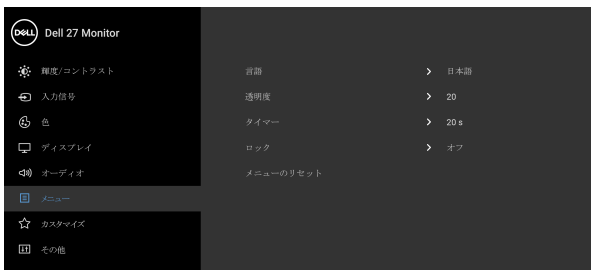 DELL Dell 27 Monitor
輝度/コントラスト
言語 日本語
入力信号
透明度 20
色
タイマー 20 s
ディスプレイ
ロック オフ
オーディオ
メニューのリセット
メニュー
カスタマイズ
その他